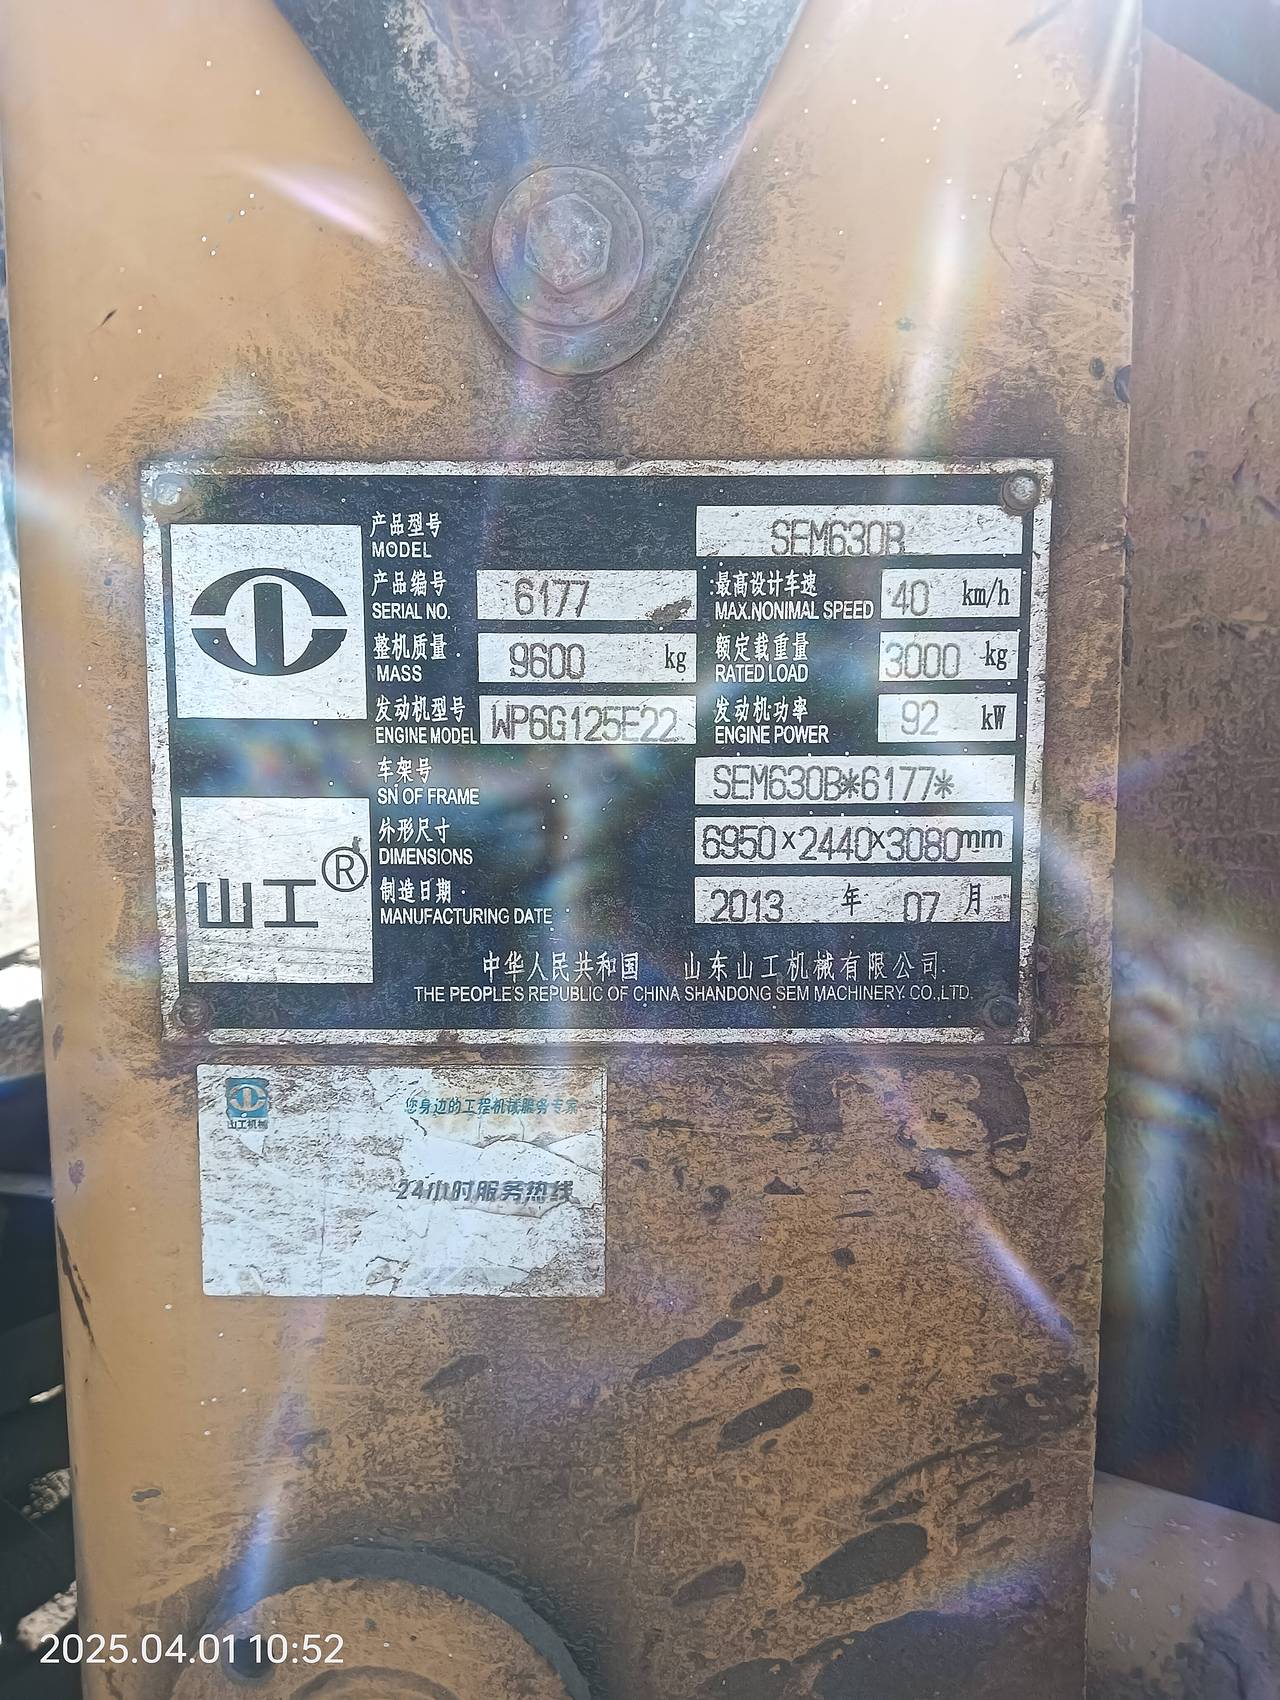 产品型号
MODEL
SEM630B
产品编号
SERIAL NO.
6177
最高设计车速
MAX.NONIMAL SPEED
40 km/h
整机质量
MASS
9600 kg
额定载重量
RATED LOAD
3000 kg
发动机型号
ENGINE MODEL
WP6G125E22
发动机功率
ENGINE POWER
92 kW
车架号
SN OF FRAME
SEM630B*6177*
外形尺寸
DIMENSIONS
6950×2440×3080mm
制造日期
MANUFACTURING DATE
2013 年 07 月
山工®
中华人民共和国 山东山工机械有限公司
THE PEOPLE'S REPUBLIC OF CHINA SHANDONG SEM MACHINERY CO.,LTD.
山工机械
您身边的工程机械服务专家
24小时服务热线
2025.04.01 10:52